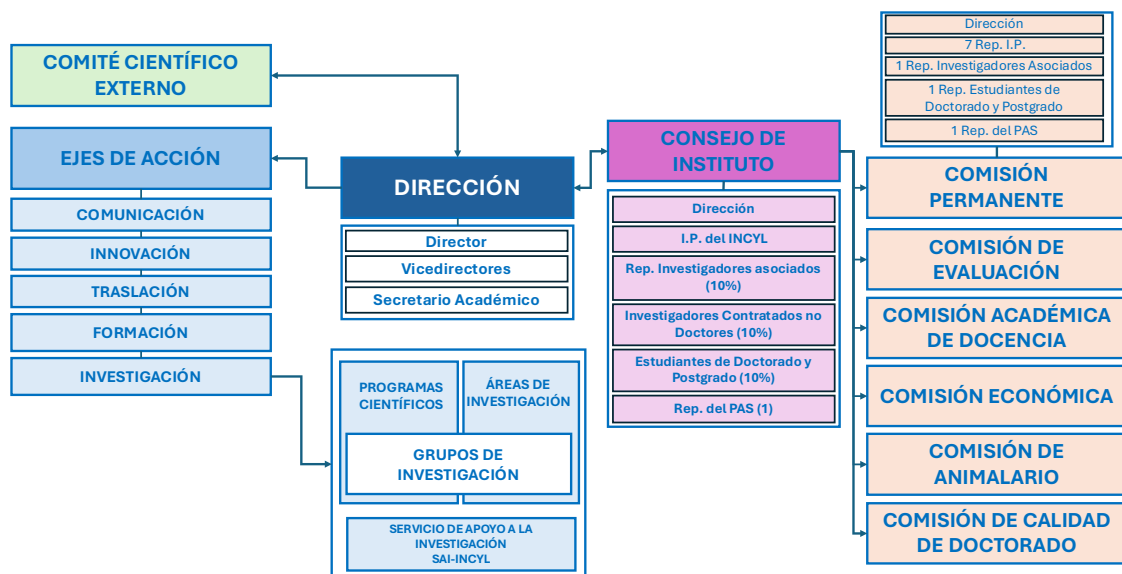 COMITÉ CIENTÍFICO
EXTERNO
EJES DE ACCIÓN
COMUNICACIÓN
INNOVACIÓN
TRASLACIÓN
FORMACIÓN
INVESTIGACIÓN
DIRECCIÓN
Director
Vicedirectores
Secretario Académico
PROGRAMAS
CIENTÍFICOS
ÁREAS DE
INVESTIGACIÓN
GRUPOS DE
INVESTIGACIÓN
SERVICIO DE APOYO A LA
INVESTIGACIÓN
SAI-INCYL
CONSEJO DE
INSTITUTO
Dirección
I.P. del INCYL
Rep. Investigadores asociados
(10%)
Investigadores Contratados no
Doctores (10%)
Estudiantes de Doctorado y
Postgrado (10%)
Rep. del PAS (1)
Dirección
7 Rep. I.P.
1 Rep. Investigadores Asociados
1 Rep. Estudiantes de
Doctorado y Postgrado
1 Rep. del PAS
COMISIÓN
PERMANENTE
COMISIÓN DE
EVALUACIÓN
COMISIÓN ACADÉMICA
DE DOCENCIA
COMISIÓN ECONÓMICA
COMISIÓN DE
ANIMALARIO
COMISIÓN DE CALIDAD
DE DOCTORADO